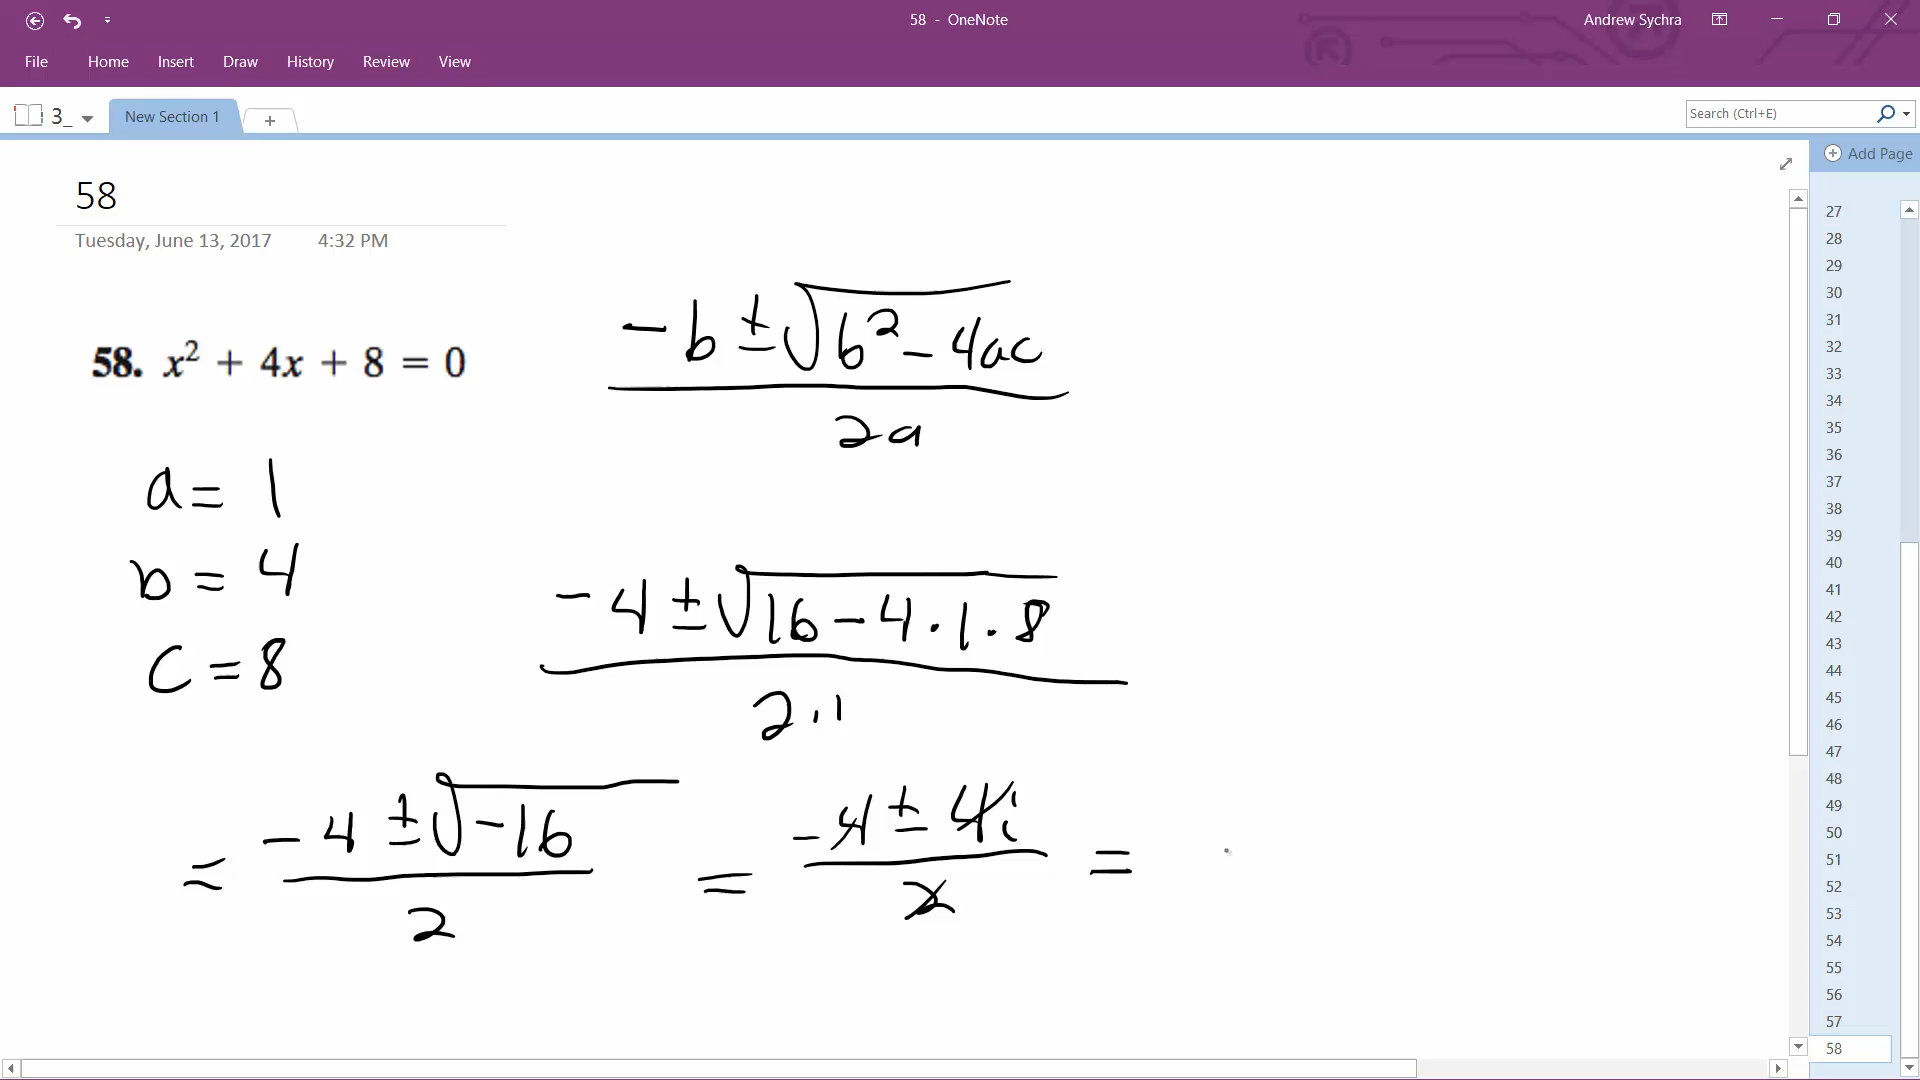 58 - OneNote
Andrew Sychra
File Home Insert Draw History Review View
3_ New Section 1 +
Search (Ctrl+E)
Add Page
58
Tuesday, June 13, 2017 4:32 PM
58. x² + 4x + 8 = 0
-b ± √(b² - 4ac)
2a
a = 1
b = 4
c = 8
-4 ± √(16 - 4·1·8)
2·1
= -4 ± √-16 = -4 ± 4i =
2 2
27
28
29
30
31
32
33
34
35
36
37
38
39
40
41
42
43
44
45
46
47
48
49
50
51
52
53
54
55
56
57
58